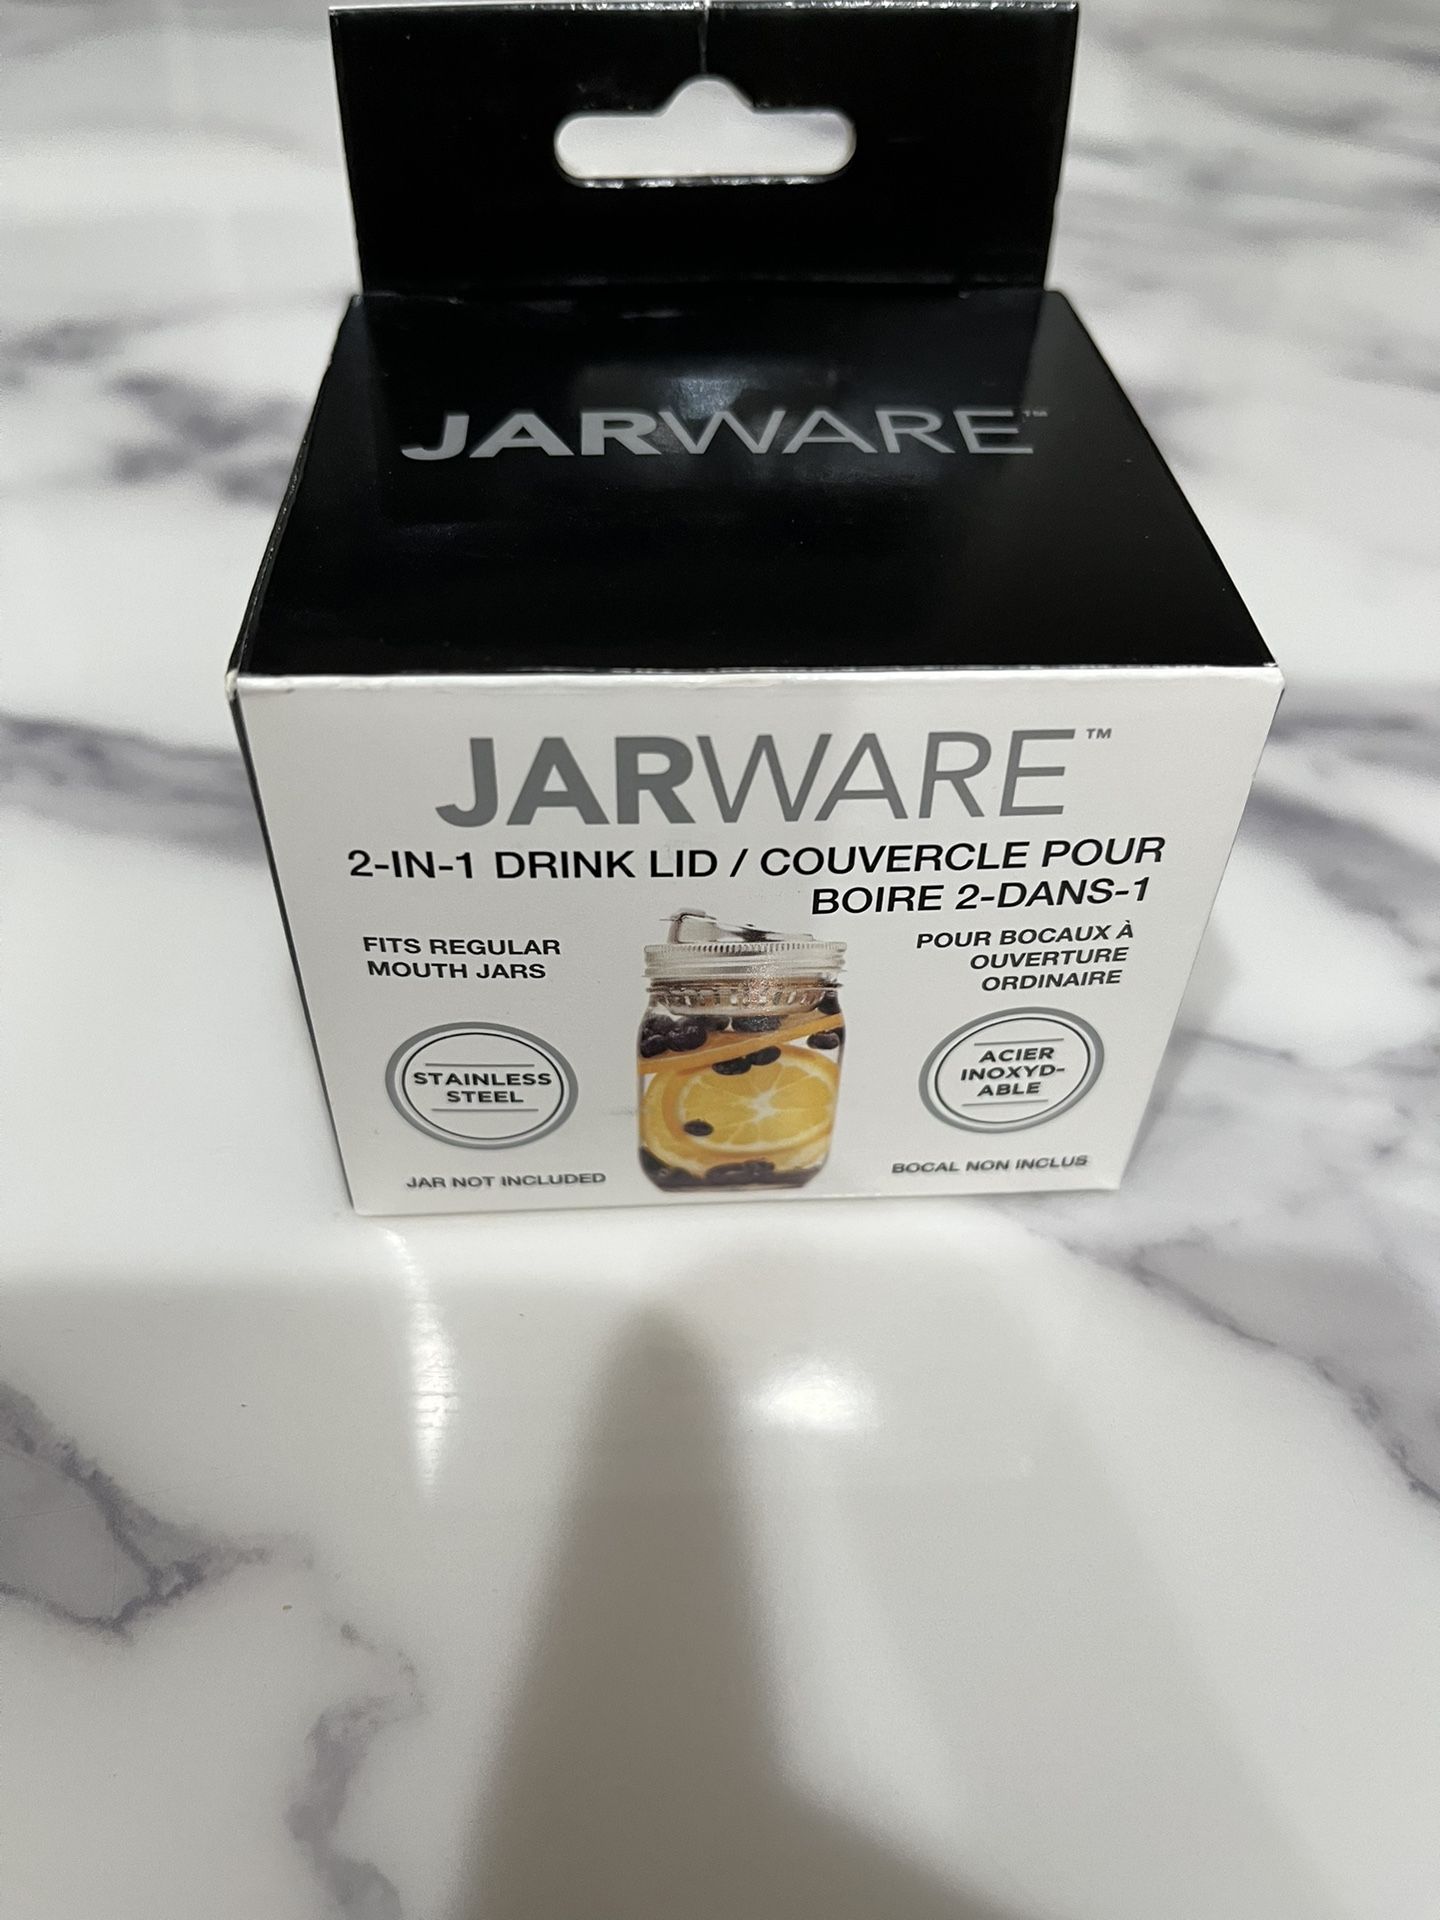 JARWARE™
JARWARE™
2-IN-1 DRINK LID / COUVERCLE POUR
BOIRE 2-DANS-1
FITS REGULAR
MOUTH JARS
POUR BOCAUX À
OUVERTURE
ORDINAIRE
STAINLESS
STEEL
ACIER
INOXYD-
ABLE
JAR NOT INCLUDED
BOCAL NON INCLUS